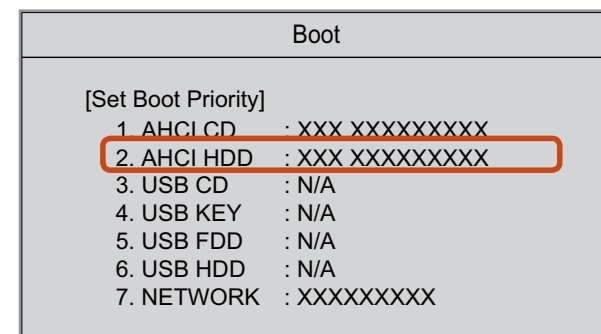 Boot
[Set Boot Priority]
1. AHCI CD : XXX XXXXXXXXX
2. AHCI HDD : XXX XXXXXXXXX
3. USB CD : N/A
4. USB KEY : N/A
5. USB FDD : N/A
6. USB HDD : N/A
7. NETWORK : XXXXXXXXX